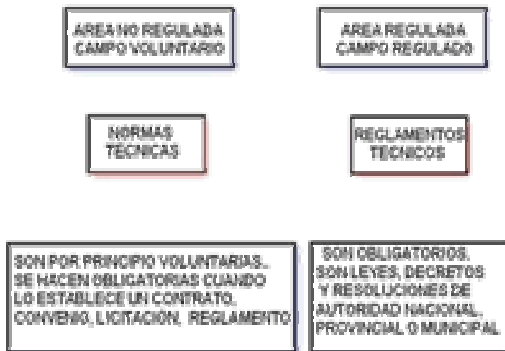 AREA NO REGULADA
CAMPO VOLUNTARIO
AREA REGULADA
CAMPO REGULADO
NORMAS
TECNICAS
REGLAMENTOS
TECNICOS
SON POR PRINCIPIO VOLUNTARIAS.
SE HACEN OBLIGATORIAS CUANDO
LO ESTABLECE UN CONTRATO,
CONVENIO, LICITACIÓN, REGLAMENTO
SON OBLIGATORIOS.
SON LEYES, DECRETOS
Y RESOLUCIONES DE
AUTORIDAD NACIONAL,
PROVINCIAL O MUNICIPAL